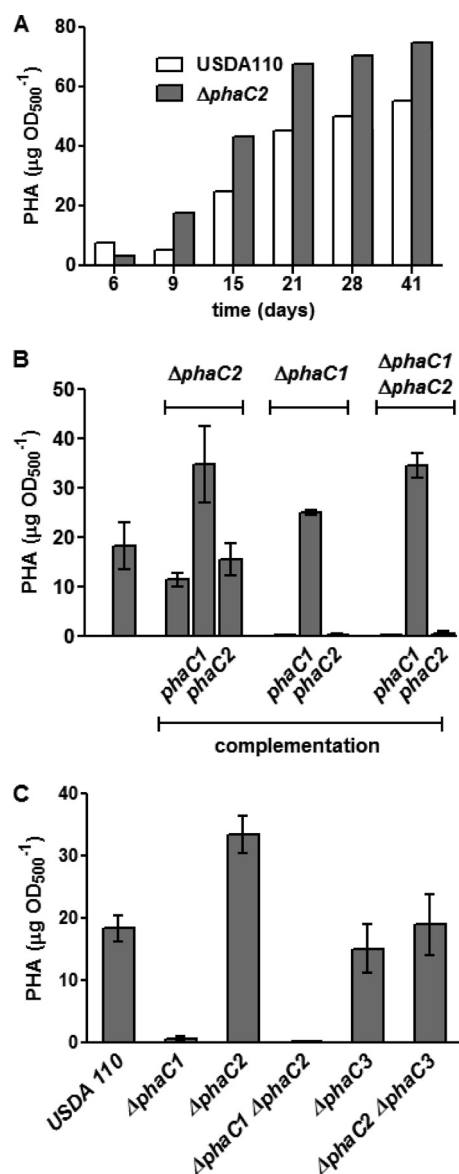 A
80
60
40
20
0
PHA (µg OD500-1)
USDA110
ΔphaC2
6 9 15 21 28 41
time (days)
B
ΔphaC2 ΔphaC1 ΔphaC1
ΔphaC2
50
40
30
20
10
0
PHA (µg OD500-1)
phaC1 phaC2 phaC1 phaC2 phaC1 phaC2
complementation
C
40
30
20
10
0
PHA (µg OD500-1)
USDA 110
ΔphaC1
ΔphaC2
ΔphaC1 ΔphaC2
ΔphaC3
ΔphaC2 ΔphaC3